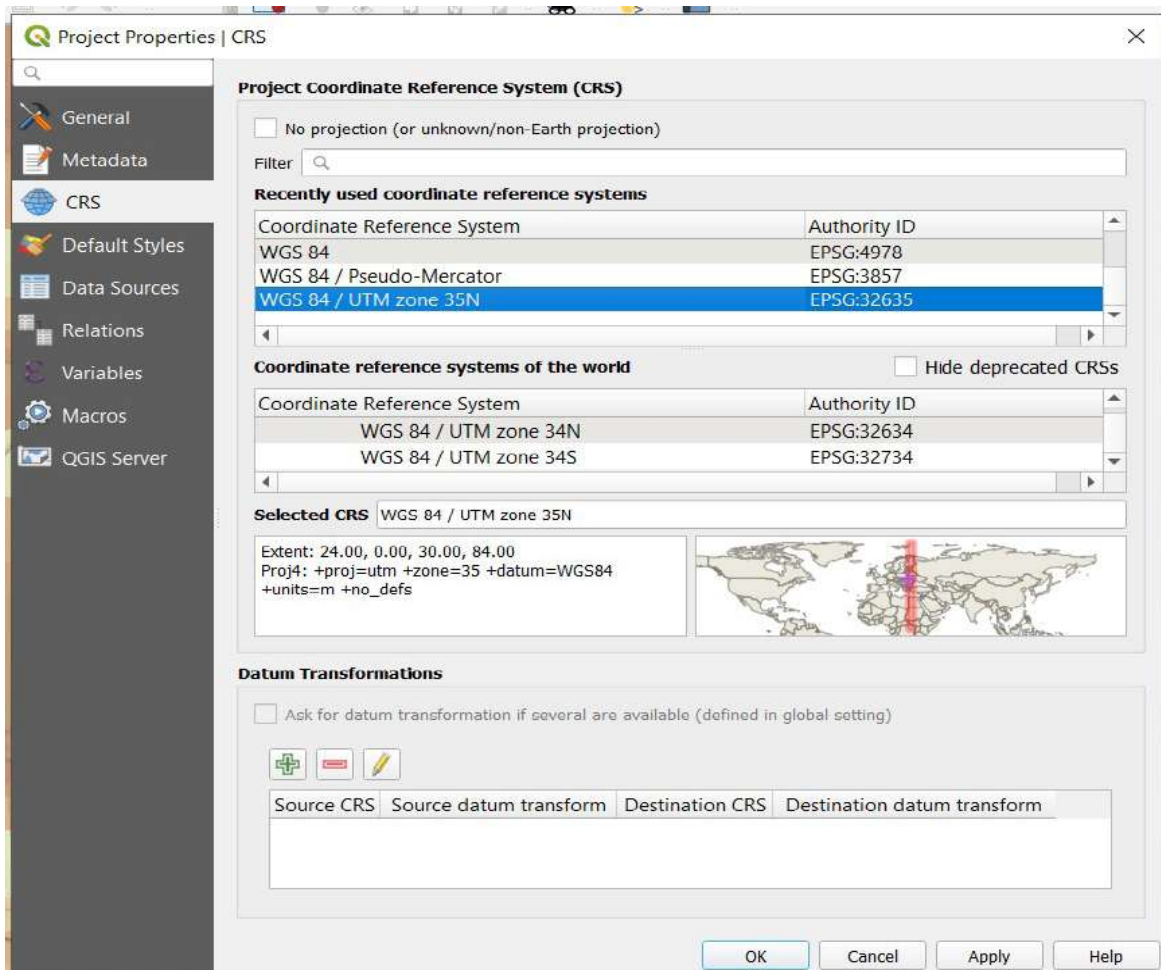 Project Properties | CRS
General
Metadata
CRS
Default Styles
Data Sources
Relations
Variables
Macros
QGIS Server
Project Coordinate Reference System (CRS)
No projection (or unknown/non-Earth projection)
Filter
Recently used coordinate reference systems
Coordinate Reference System Authority ID
WGS 84 EPSG:4978
WGS 84 / Pseudo-Mercator EPSG:3857
WGS 84 / UTM zone 35N EPSG:32635
Coordinate reference systems of the world Hide deprecated CRSs
Coordinate Reference System Authority ID
WGS 84 / UTM zone 34N EPSG:32634
WGS 84 / UTM zone 34S EPSG:32734
Selected CRS WGS 84 / UTM zone 35N
Extent: 24.00, 0.00, 30.00, 84.00
Proj4: +proj=utm +zone=35 +datum=WGS84
+units=m +no_defs
Datum Transformations
Ask for datum transformation if several are available (defined in global setting)
Source CRS Source datum transform Destination CRS Destination datum transform
OK Cancel Apply Help